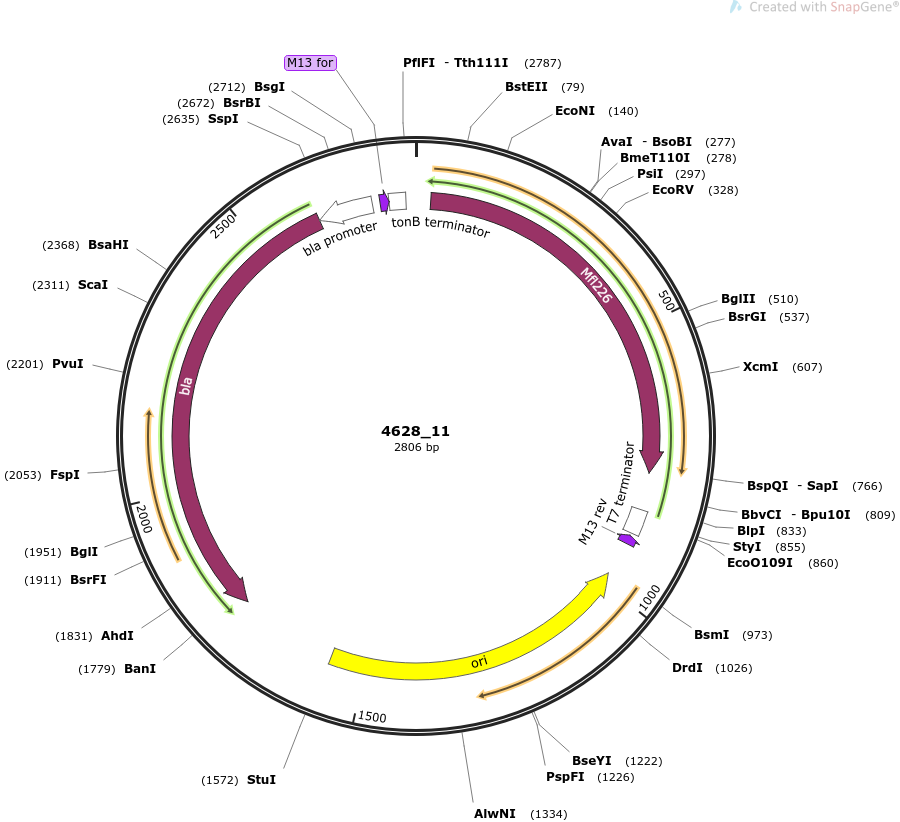 Created with SnapGene®
M13 for
PflFI - Tth111I (2787)
BstEII (79)
EcoNI (140)
AvaI - BsoBI (277)
BmeT110I (278)
PsiI (297)
EcoRV (328)
BglII (510)
BsrGI (537)
XcmI (607)
BspQI - SapI (766)
BbvCI - Bpu10I (809)
BlpI (833)
StyI (855)
EcoO109I (860)
BsmI (973)
DrdI (1026)
BseYI (1222)
PspFI (1226)
AlwNI (1334)
(1572) StuI
(1779) BanI
(1831) AhdI
(1911) BsrFI
(1951) BglI
(2053) FspI
(2201) PvuI
(2311) ScaI
(2368) BsaHI
(2635) SspI
(2672) BsrBI
(2712) BsgI
500
1000
1500
2000
2500
bla promoter
tonB terminator
Mfl226
T7 terminator
M13 rev
ori
bla
4628_11
2806 bp